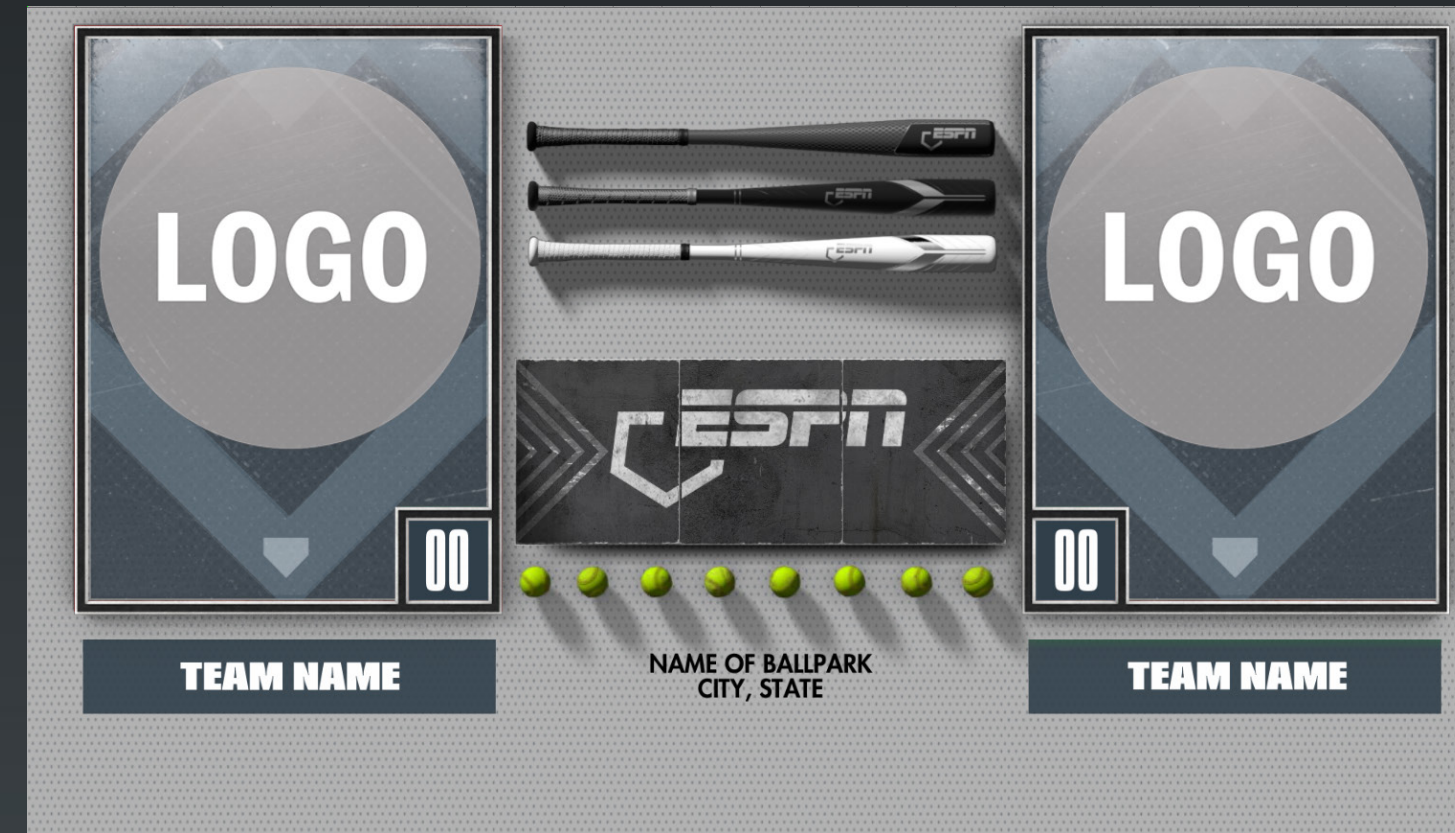 LOGO
ESPN
ESPN
ESPN
LOGO
ESPN
00
00
TEAM NAME
NAME OF BALLPARK
CITY, STATE
TEAM NAME